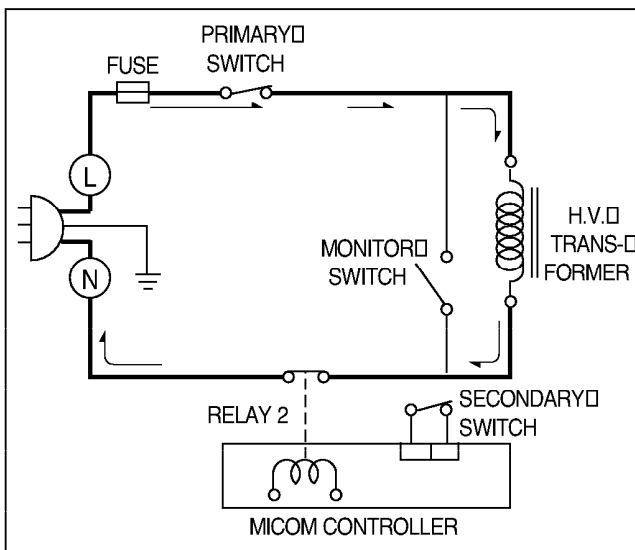 PRIMARY□
SWITCH
FUSE
L
H.V.□
TRANS-□
FORMER
MONITOR□
SWITCH
N
SECONDARY□
SWITCH
RELAY 2
MICOM CONTROLLER